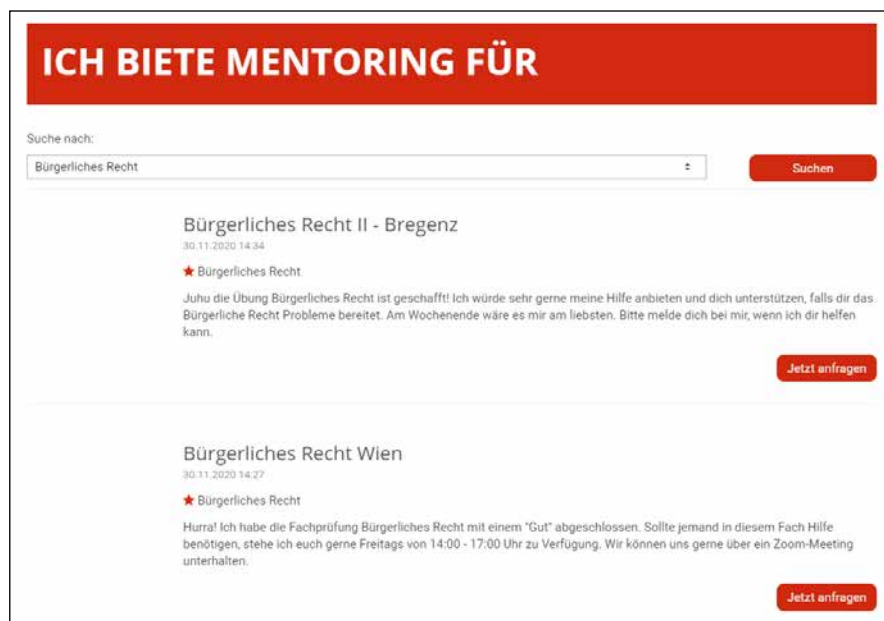 ICH BIETE MENTORING FÜR
Suche nach:
Bürgerliches Recht
Suchen
Bürgerliches Recht II - Bregenz
30.11.2020 14:34
Bürgerliches Recht
Juhu die Übung Bürgerliches Recht ist geschafft! Ich würde sehr gerne meine Hilfe anbieten und dich unterstützen, falls dir das
Bürgerliche Recht Probleme bereitet. Am Wochenende wäre es mir am liebsten. Bitte melde dich bei mir, wenn ich dir helfen
kann.
Jetzt anfragen
Bürgerliches Recht Wien
30.11.2020 14:27
Bürgerliches Recht
Hurra! Ich habe die Fachprüfung Bürgerliches Recht mit einem "Gut" abgeschlossen. Sollte jemand in diesem Fach Hilfe
benötigen, stehe ich euch gerne Freitags von 14:00 - 17:00 Uhr zu Verfügung. Wir können uns gerne über ein Zoom-Meeting
unterhalten.
Jetzt anfragen